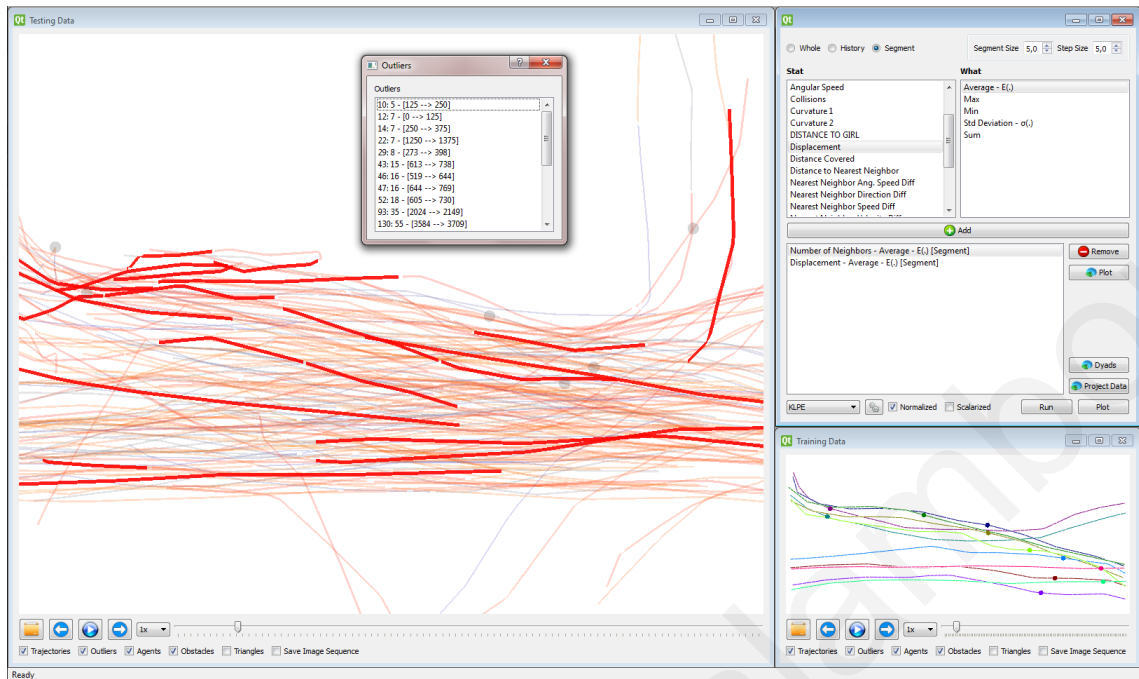 Testing Data
Outliers
Outliers
10: 5 - [125 --> 250]
12: 7 - [0 --> 125]
14: 7 - [250 --> 375]
22: 7 - [1250 --> 1375]
29: 8 - [273 --> 398]
43: 15 - [613 --> 738]
46: 16 - [519 --> 644]
47: 16 - [644 --> 769]
52: 18 - [605 --> 730]
93: 35 - [2024 --> 2149]
130: 55 - [3584 --> 3709]
1x
Trajectories Outliers Agents Obstacles Triangles Save Image Sequence
Ready
Whole History Segment Segment Size 5,0 Step Size 5,0
Stat What
Angular Speed
Collisions
Curvature 1
Curvature 2
DISTANCE TO GIRL
Displacement
Distance Covered
Distance to Nearest Neighbor
Nearest Neighbor Ang. Speed Diff
Nearest Neighbor Direction Diff
Nearest Neighbor Speed Diff
Average - E(.)
Max
Min
Std Deviation - σ(.)
Sum
Add
Number of Neighbors - Average - E(.) [Segment]
Displacement - Average - E(.) [Segment]
Remove
Plot
Dyads
Project Data
KLPE Normalized Scalarized Run Plot
Training Data
1x
Trajectories Outliers Agents Obstacles Triangles Save Image Sequence